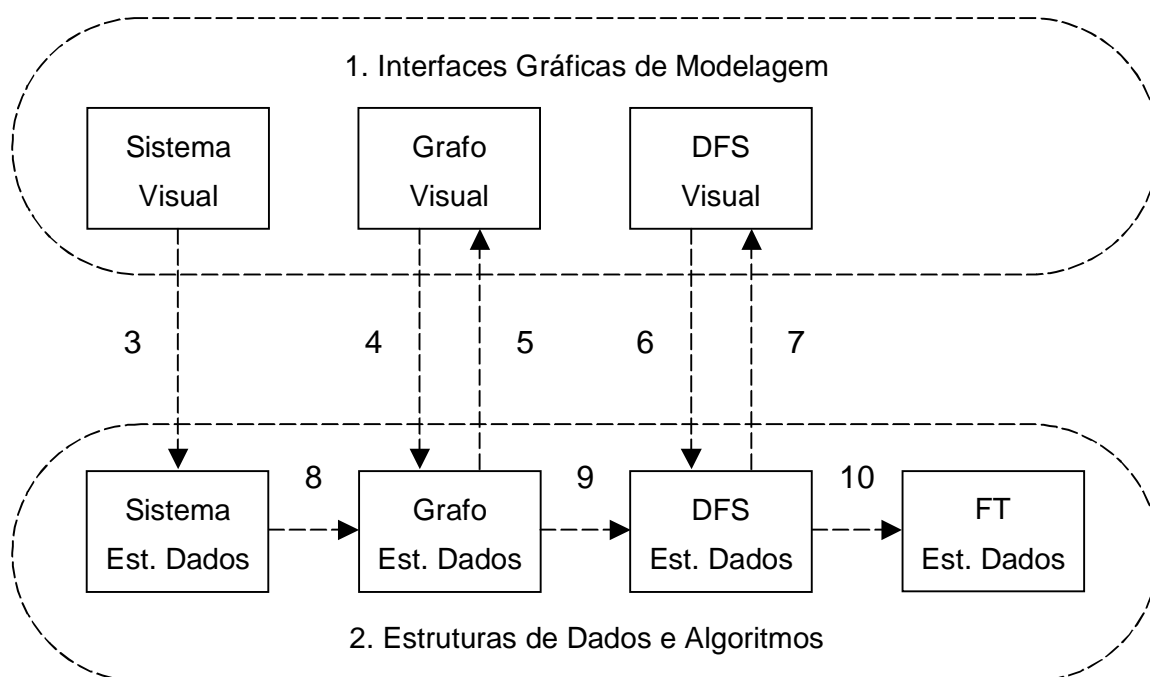 1. Interfaces Gráficas de Modelagem
Sistema
Visual
Grafo
Visual
DFS
Visual
3
4
5
6
7
8
9
10
Sistema
Est. Dados
Grafo
Est. Dados
DFS
Est. Dados
FT
Est. Dados
2. Estruturas de Dados e Algoritmos